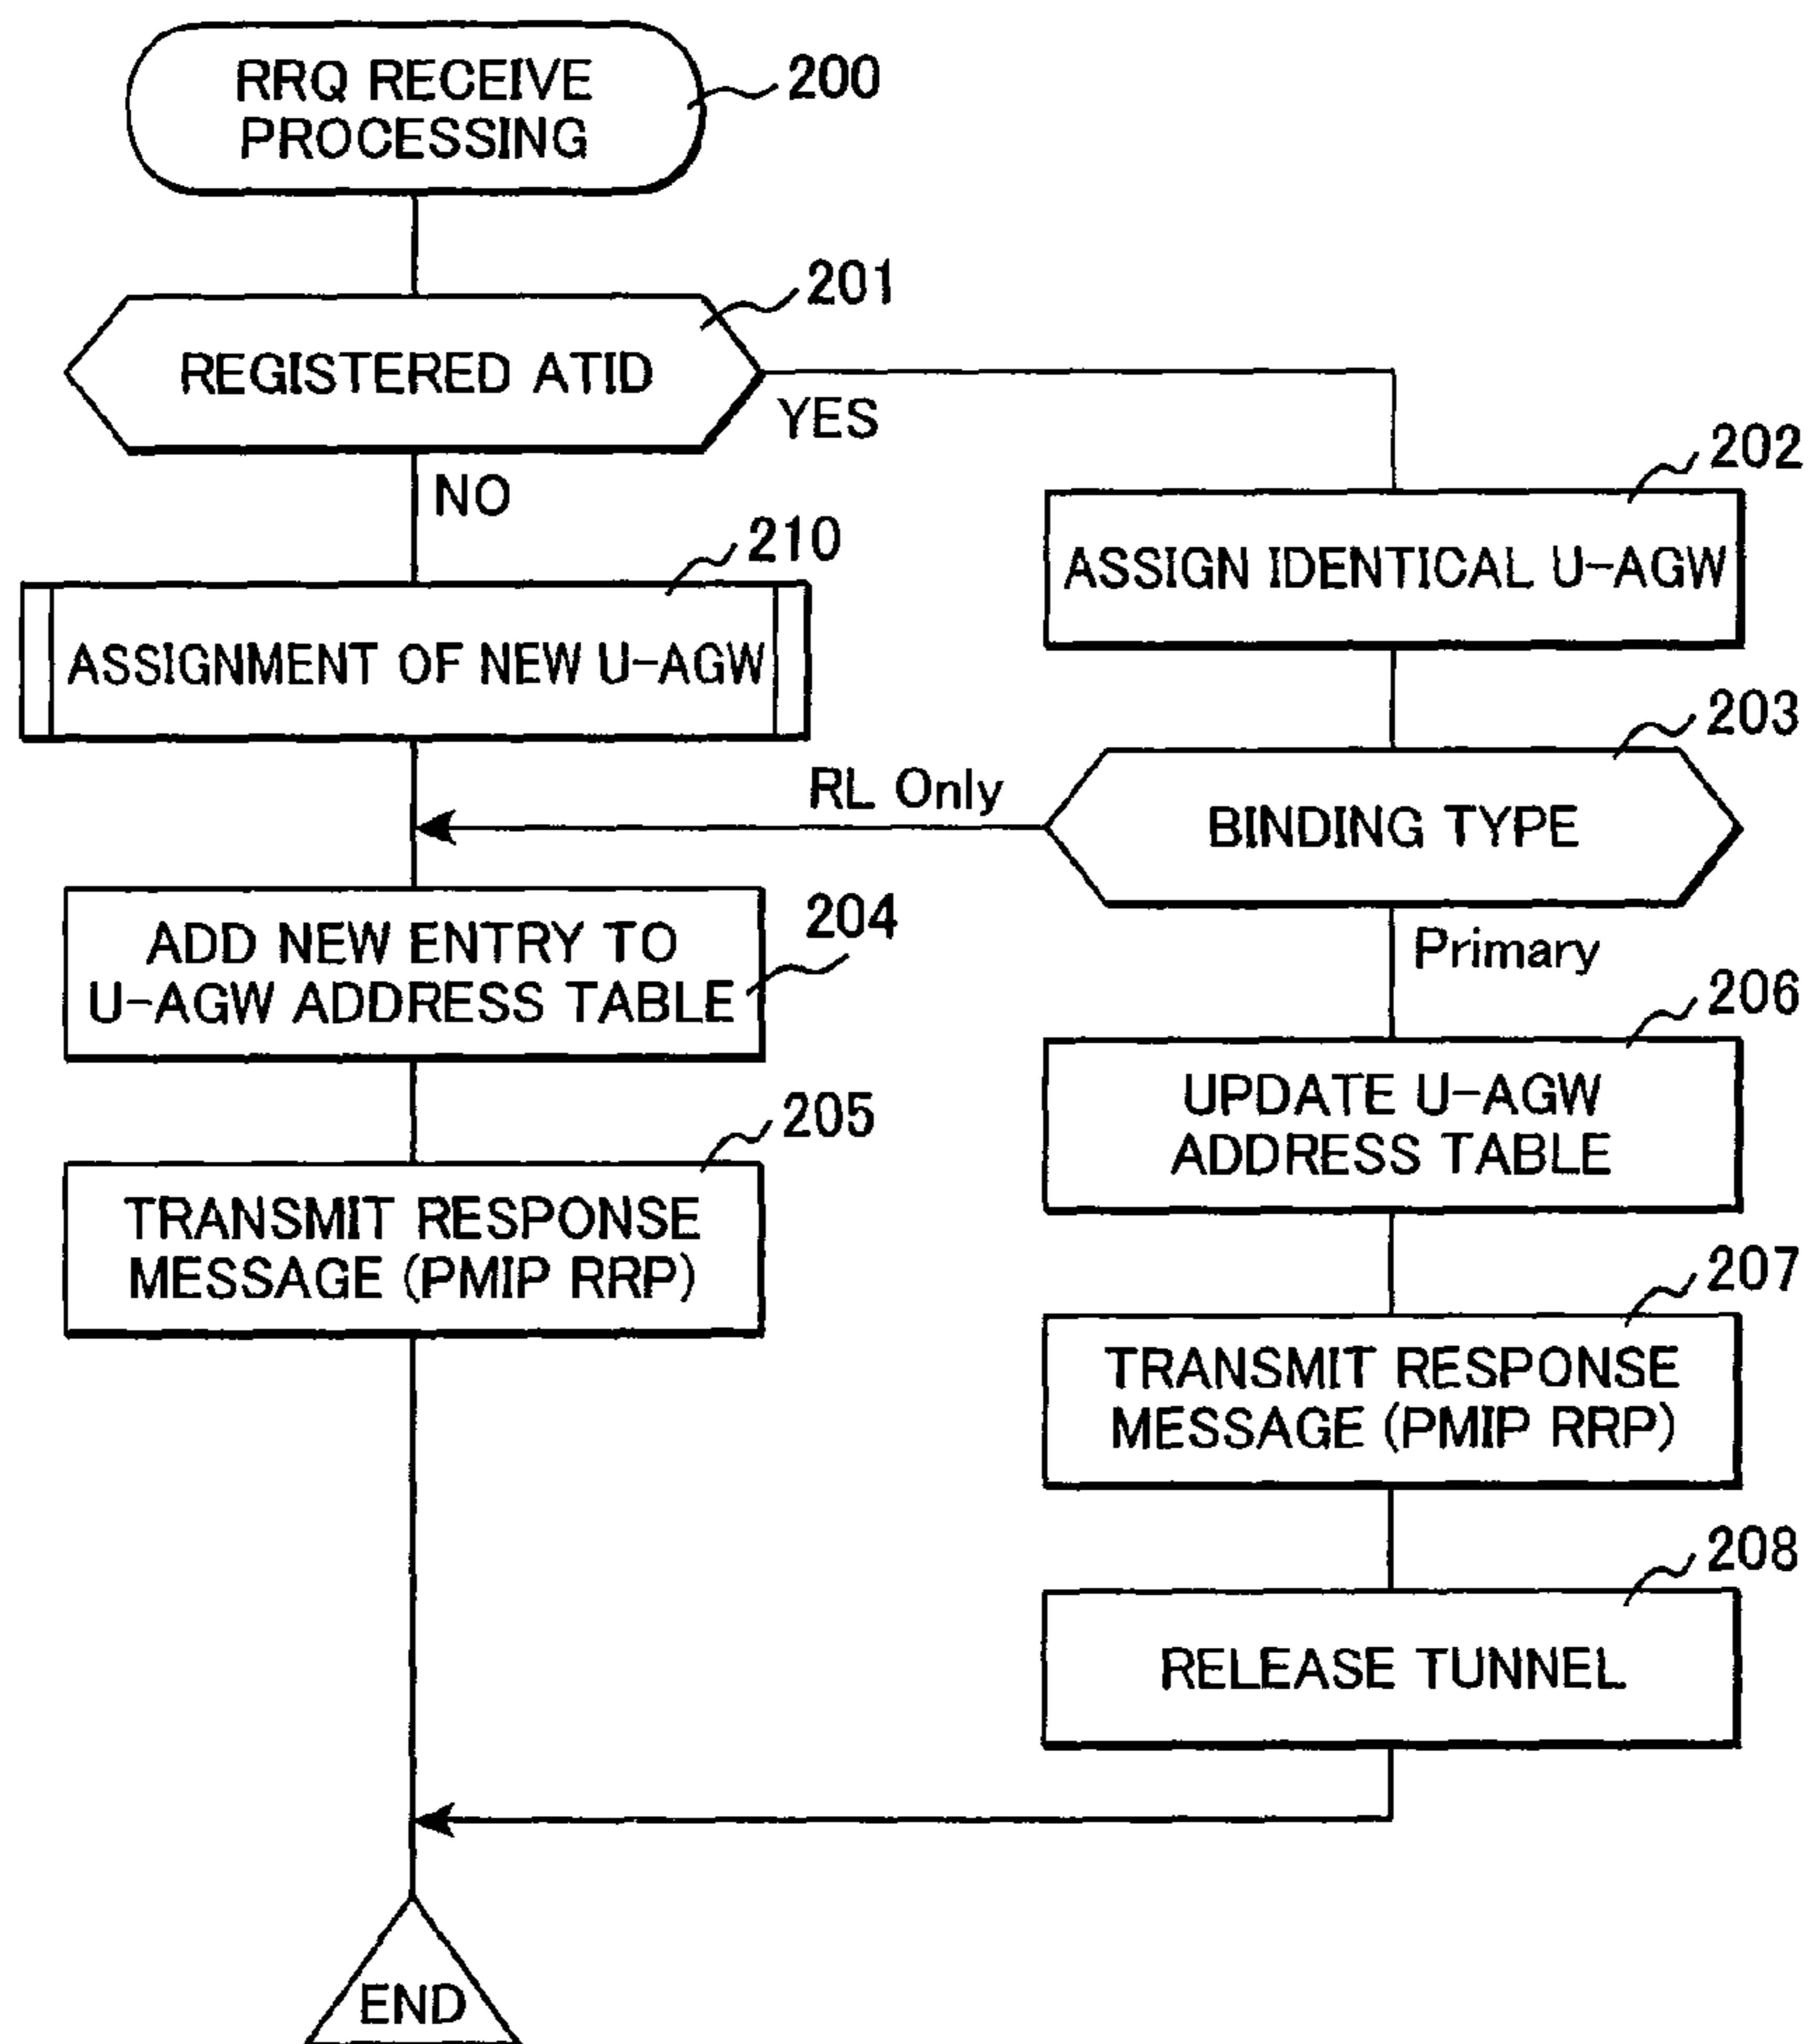 RRQ RECEIVE
PROCESSING
200
201
REGISTERED ATID
YES
NO
202
ASSIGN IDENTICAL U-AGW
210
ASSIGNMENT OF NEW U-AGW
203
BINDING TYPE
RL Only
Primary
204
ADD NEW ENTRY TO
U-AGW ADDRESS TABLE
206
UPDATE U-AGW
ADDRESS TABLE
205
TRANSMIT RESPONSE
MESSAGE (PMIP RRP)
207
TRANSMIT RESPONSE
MESSAGE (PMIP RRP)
208
RELEASE TUNNEL
END